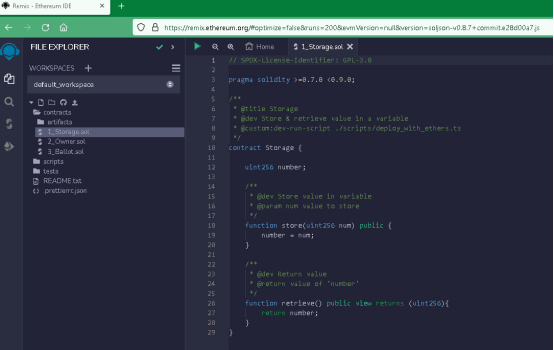 Remix - Ethereum IDE
https://remix.ethereum.org/#optimize=false&runs=200&evmVersion=null&version=soljson-v0.8.7+commit.e28d00a7.js
FILE EXPLORER
WORKSPACES
default_workspace
contracts
artifacts
1_Storage.sol
2_Owner.sol
3_Ballot.sol
scripts
tests
README.txt
.prettierrc.json
Home
1_Storage.sol
1 // SPDX-License-Identifier: GPL-3.0
2
3 pragma solidity >=0.7.0 <0.9.0;
4
5 /**
6 * @title Storage
7 * @dev Store & retrieve value in a variable
8 * @custom:dev-run-script ./scripts/deploy_with_ethers.ts
9 */
10 contract Storage {
11
12 uint256 number;
13
14 /**
15 * @dev Store value in variable
16 * @param num value to store
17 */
18 function store(uint256 num) public {
19 number = num;
20 }
21
22 /**
23 * @dev Return value
24 * @return value of 'number'
25 */
26 function retrieve() public view returns (uint256){
27 return number;
28 }
29 }